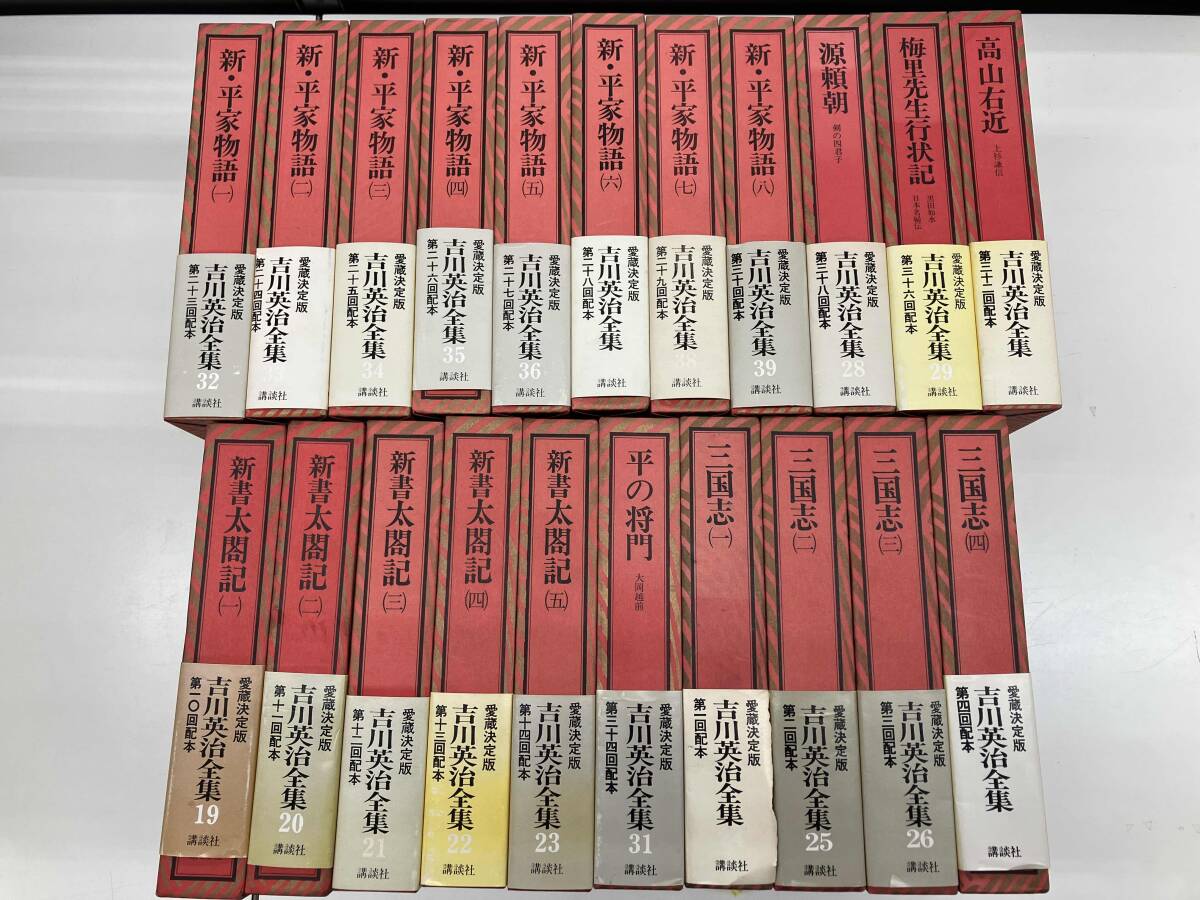 新・平家物語(一)
愛蔵決定版
吉川英治全集 32
第二十三回配本
講談社
新・平家物語(二)
愛蔵決定版
吉川英治全集
第二十四回配本
講談社
新・平家物語(三)
愛蔵決定版
吉川英治全集 34
第二十五回配本
講談社
新・平家物語(四)
愛蔵決定版
吉川英治全集 35
第二十六回配本
講談社
新・平家物語(五)
愛蔵決定版
吉川英治全集 36
第二十七回配本
講談社
新・平家物語(六)
愛蔵決定版
吉川英治全集
第二十八回配本
講談社
新・平家物語(七)
愛蔵決定版
吉川英治全集 38
第二十九回配本
講談社
新・平家物語(八)
愛蔵決定版
吉川英治全集 39
第三十回配本
講談社
源頼朝
剣の四君子
愛蔵決定版
吉川英治全集 28
第三十八回配本
講談社
梅里先生行状記
黒田如水
日本名婦伝
愛蔵決定版
吉川英治全集 29
第三十六回配本
講談社
高山右近
上杉謙信
愛蔵決定版
吉川英治全集
第三十二回配本
講談社
新書太閤記(一)
愛蔵決定版
吉川英治全集 19
第一〇回配本
講談社
新書太閤記(二)
愛蔵決定版
吉川英治全集 20
第十一回配本
講談社
新書太閤記(三)
愛蔵決定版
吉川英治全集 21
第十二回配本
講談社
新書太閤記(四)
愛蔵決定版
吉川英治全集 22
第十三回配本
講談社
新書太閤記(五)
愛蔵決定版
吉川英治全集 23
第十四回配本
講談社
平の将門
大岡越前
愛蔵決定版
吉川英治全集 31
第三十四回配本
講談社
三国志(一)
愛蔵決定版
吉川英治全集
第一回配本
講談社
三国志(二)
愛蔵決定版
吉川英治全集 25
第二回配本
講談社
三国志(三)
愛蔵決定版
吉川英治全集 26
第三回配本
講談社
三国志(四)
愛蔵決定版
吉川英治全集
第四回配本
講談社